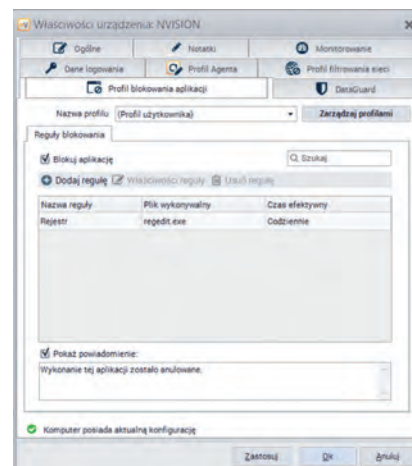 Właściwości urządzenia: NVISION
Ogólne
Notatki
Monitorowanie
Dane logowania
Profil Agenta
Profil filtrowania sieci
Profil blokowania aplikacji
DataGuard
Nazwa profilu (Profil użytkownika) Zarządzaj profilami
Reguły blokowania
Blokuj aplikację Szukaj
Dodaj regułę Właściwości reguły Usuń regułę
Nazwa reguły Plik wykonywalny Czas efektywny
Rejestr regedit.exe Codziennie
Pokaż powiadomienie:
Wykonanie tej aplikacji zostało anulowane.
Komputer posiada aktualną konfigurację
Zastosuj Ok Anuluj